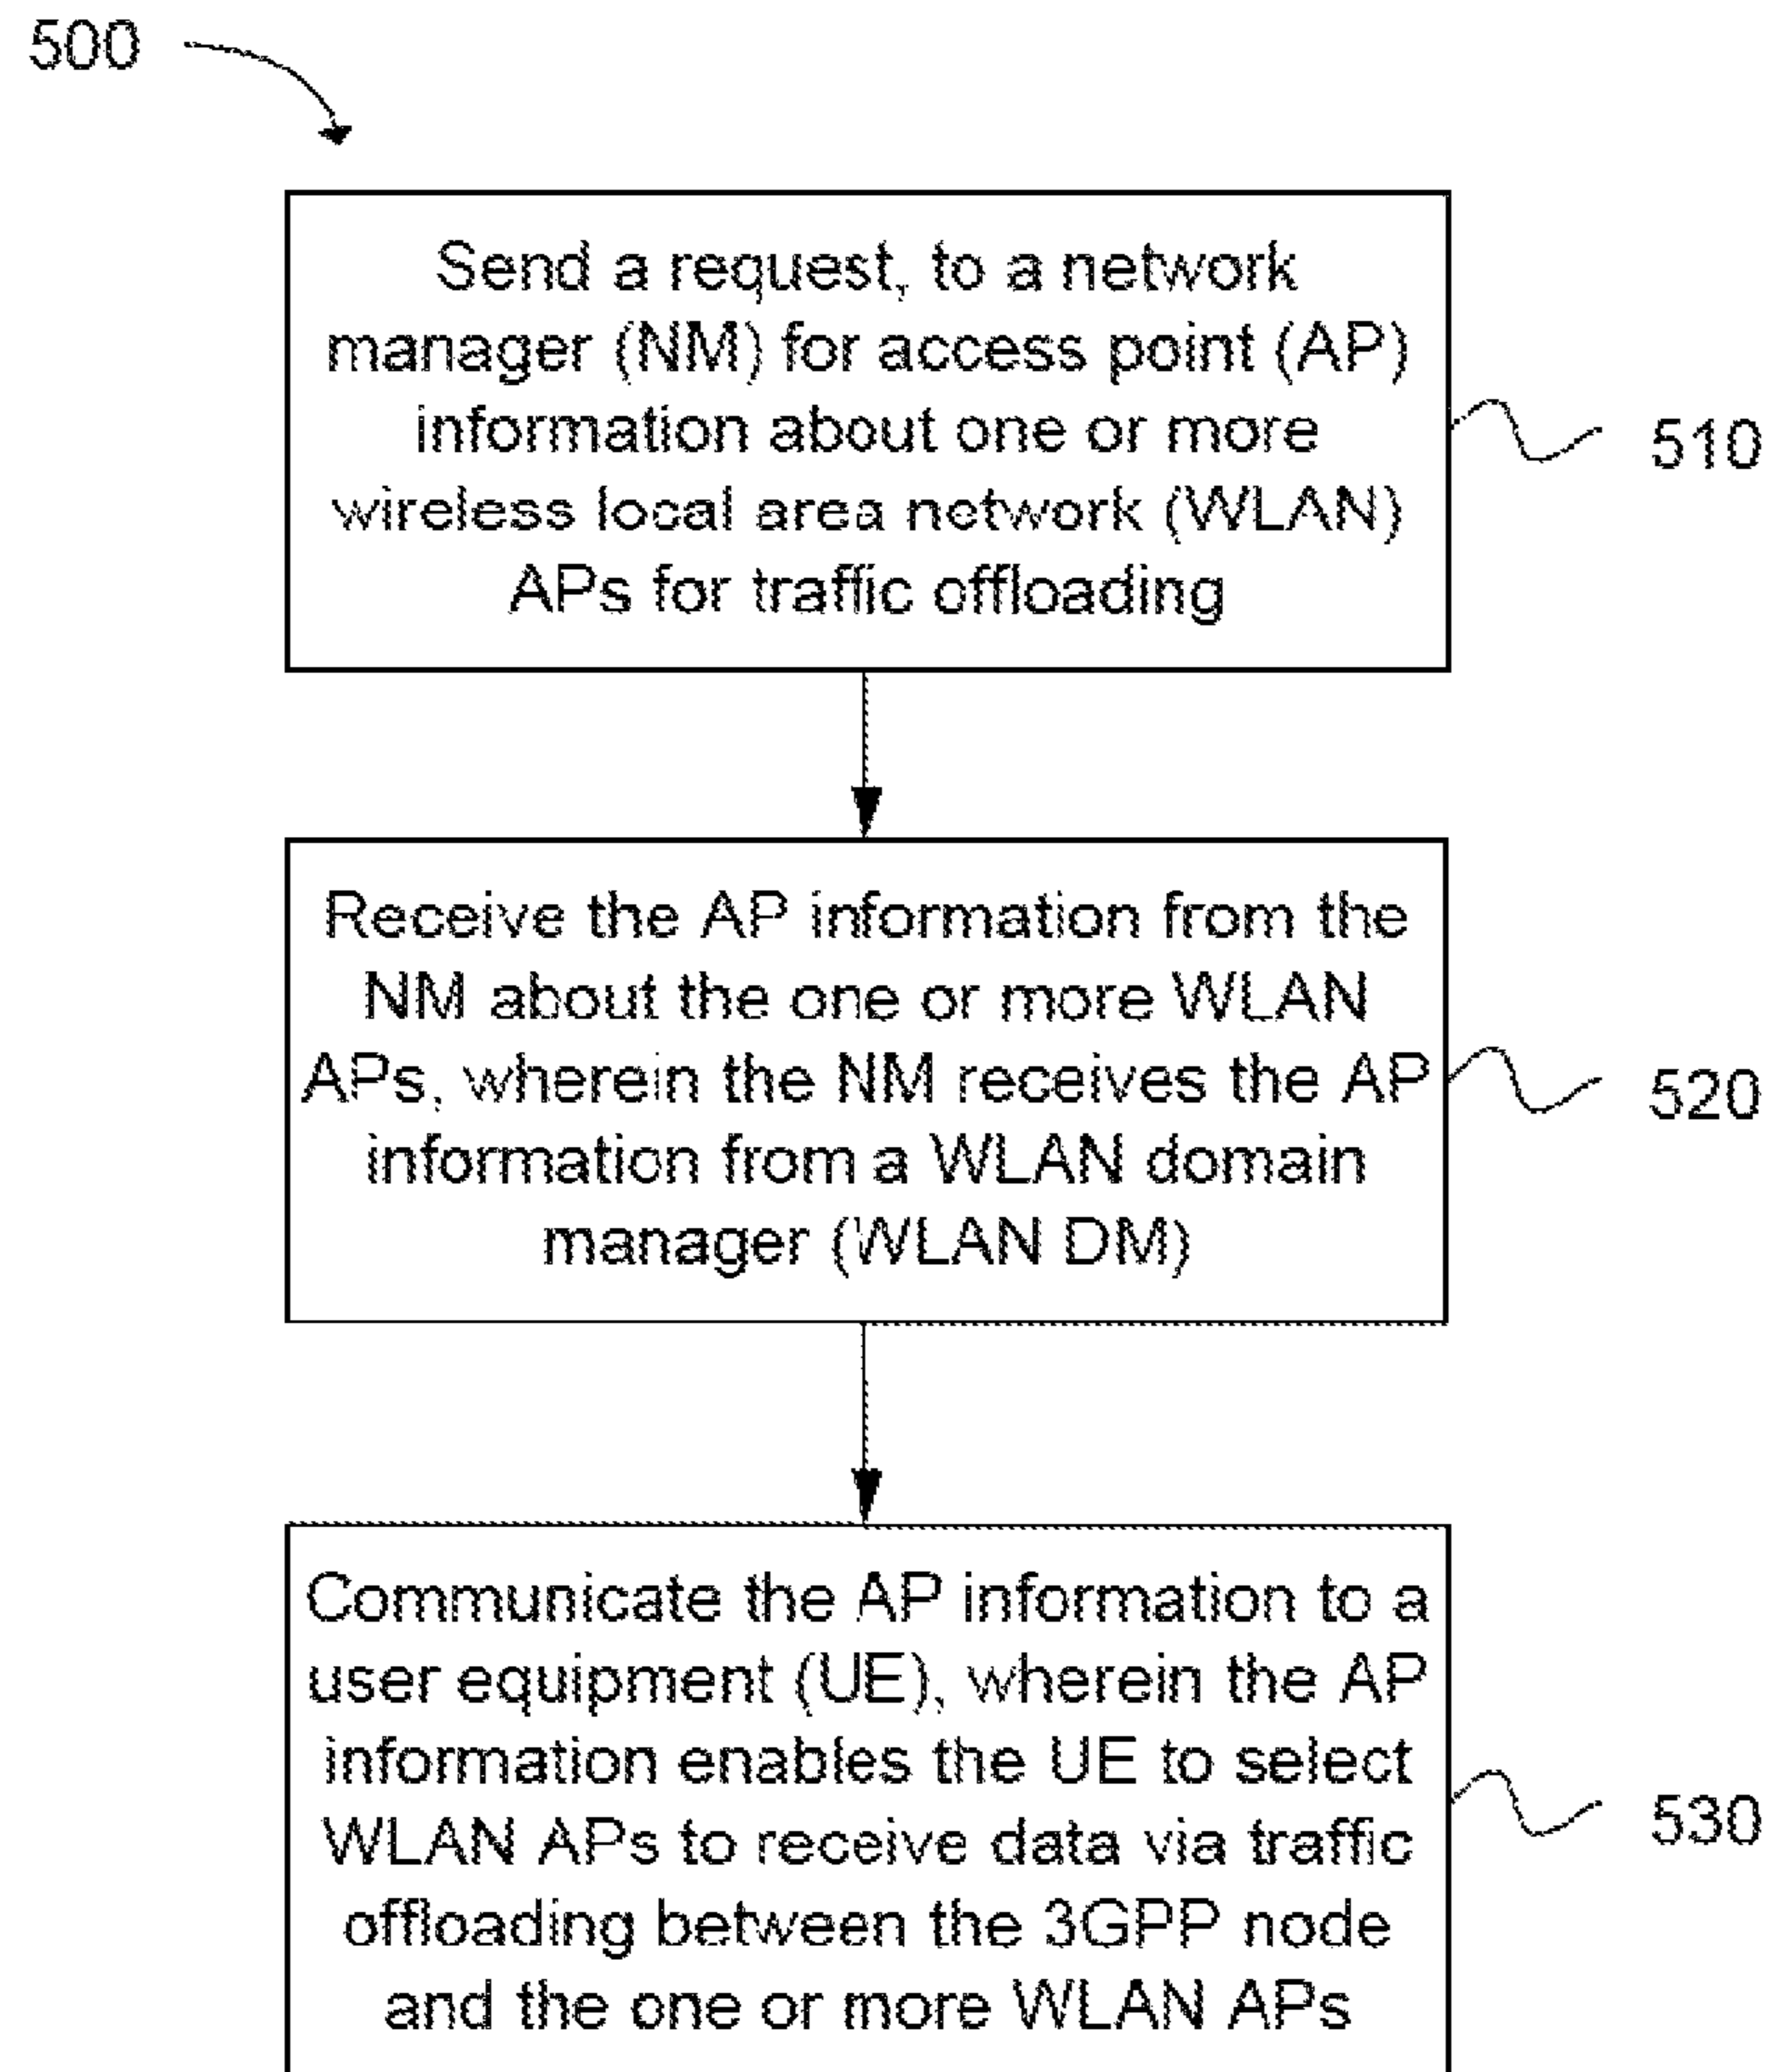 500
Send a request, to a network
manager (NM) for access point (AP)
information about one or more
wireless local area network (WLAN)
APs for traffic offloading
510
Receive the AP information from the
NM about the one or more WLAN
APs, wherein the NM receives the AP
information from a WLAN domain
manager (WLAN DM)
520
Communicate the AP information to a
user equipment (UE), wherein the AP
information enables the UE to select
WLAN APs to receive data via traffic
offloading between the 3GPP node
and the one or more WLAN APs
530